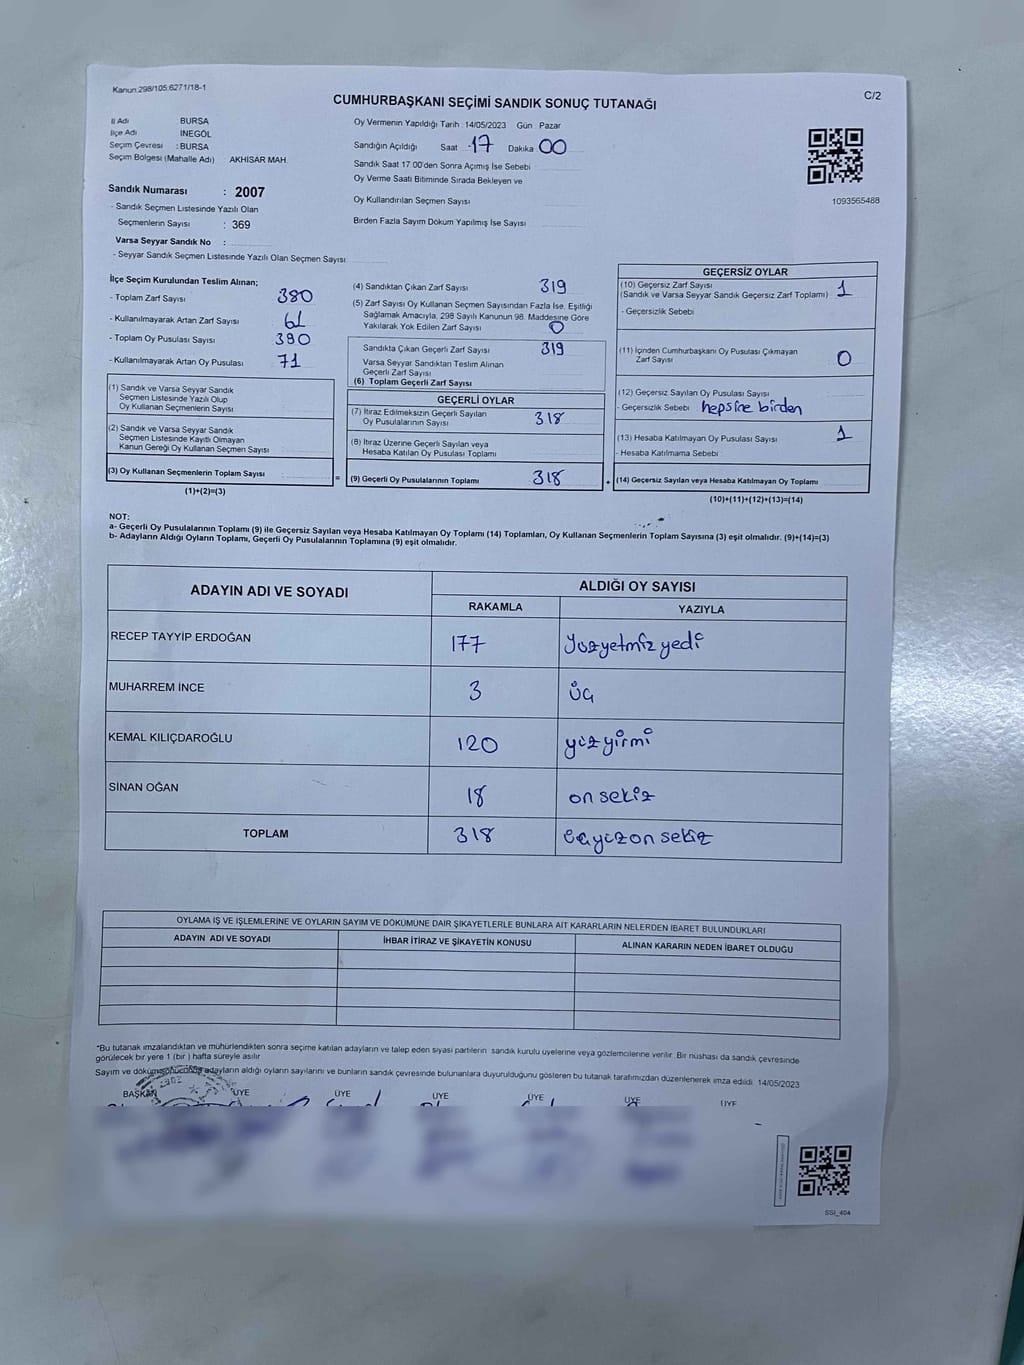 Kanun:298/105:6271/18-1
C/2
CUMHURBAŞKANI SEÇİMİ SANDIK SONUÇ TUTANAĞI
İl Adı BURSA
İlçe Adı İNEGÖL
Seçim Çevresi : BURSA
Seçim Bölgesi (Mahalle Adı) AKHİSAR MAH.
Oy Vermenin Yapıldığı Tarih : 14/05/2023 Gün Pazar
Sandığın Açıldığı Saat 17 Dakika 00
Sandık Saat 17 00'den Sonra Açımış İse Sebebi
Oy Verme Saati Bitiminde Sırada Bekleyen ve
Oy Kullandırılan Seçmen Sayısı
Birden Fazla Sayım Döküm Yapılmış İse Sayısı
1093565488
Sandık Numarası : 2007
- Sandık Seçmen Listesinde Yazılı Olan
Seçmenlerin Sayısı : 369
Varsa Seyyar Sandık No :
- Seyyar Sandık Seçmen Listesinde Yazılı Olan Seçmen Sayısı
İlçe Seçim Kurulundan Teslim Alınan;
- Toplam Zarf Sayısı 380
- Kullanılmayarak Artan Zarf Sayısı 61
- Toplam Oy Pusulası Sayısı 390
- Kullanılmayarak Artan Oy Pusulası 71
(1) Sandık ve Varsa Seyyar Sandık
Seçmen Listesinde Yazılı Olup
Oy Kullanan Seçmenlerin Sayısı
(2) Sandık ve Varsa Seyyar Sandık
Seçmen Listesinde Kayıtlı Olmayan
Kanun Gereği Oy Kullanan Seçmen Sayısı
(3) Oy Kullanan Seçmenlerin Toplam Sayısı
(1)+(2)=(3)
(4) Sandıktan Çıkan Zarf Sayısı 319
(5) Zarf Sayısı Oy Kullanan Seçmen Sayısından Fazla İse, Eşitliği
Sağlamak Amacıyla, 298 Sayılı Kanunun 98. Maddesine Göre
Yakılarak Yok Edilen Zarf Sayısı 0
Sandıkta Çıkan Geçerli Zarf Sayısı 319
Varsa Seyyar Sandıktan Teslim Alınan
Geçerli Zarf Sayısı
(6) Toplam Geçerli Zarf Sayısı
GEÇERLİ OYLAR
(7) İtiraz Edilmeksizin Geçerli Sayılan
Oy Pusulalarının Sayısı 318
(8) İtiraz Üzerine Geçerli Sayılan veya
Hesaba Katılan Oy Pusulası Toplamı
= (9) Geçerli Oy Pusulalarının Toplamı 318 +
GEÇERSİZ OYLAR
(10) Geçersiz Zarf Sayısı 1
(Sandık ve Varsa Seyyar Sandık Geçersiz Zarf Toplamı)
- Geçersizlik Sebebi
(11) İçinden Cumhurbaşkanı Oy Pusulası Çıkmayan
Zarf Sayısı 0
(12) Geçersiz Sayılan Oy Pusulası Sayısı
- Geçersizlik Sebebi hepsine birden
(13) Hesaba Katılmayan Oy Pusulası Sayısı 1
- Hesaba Katılmama Sebebi
(14) Geçersiz Sayılan veya Hesaba Katılmayan Oy Toplamı
(10)+(11)+(12)+(13)=(14)
NOT:
a- Geçerli Oy Pusulalarının Toplamı (9) ile Geçersiz Sayılan veya Hesaba Katılmayan Oy Toplamı (14) Toplamları, Oy Kullanan Seçmenlerin Toplam Sayısına (3) eşit olmalıdır. (9)+(14)=(3)
b- Adayların Aldığı Oyların Toplamı, Geçerli Oy Pusulalarının Toplamına (9) eşit olmalıdır.
ADAYIN ADI VE SOYADI
ALDIĞI OY SAYISI
RAKAMLA YAZIYLA
RECEP TAYYİP ERDOĞAN 177 yüzyetmiz yedi
MUHARREM İNCE 3 üç
KEMAL KILIÇDAROĞLU 120 yüzyirmi
SİNAN OĞAN 18 on sekiz
TOPLAM 318 üçyüzon sekiz
OYLAMA İŞ VE İŞLEMLERİNE VE OYLARIN SAYIM VE DÖKÜMÜNE DAİR ŞİKAYETLERLE BUNLARA AİT KARARLARIN NELERDEN İBARET BULUNDUKLARI
ADAYIN ADI VE SOYADI İHBAR İTİRAZ VE ŞİKAYETİN KONUSU ALINAN KARARIN NEDEN İBARET OLDUĞU
*Bu tutanak imzalandıktan ve mühürlendikten sonra seçime katılan adayların ve talep eden siyasi partilerin sandık kurulu üyelerine veya gözlemcilerine verilir. Bir nüshası da sandık çevresinde
görülecek bir yere 1 (bir ) hafta süreyle asılır
Sayım ve döküm sonucunda adayların aldığı oyların sayılarını ve bunların sandık çevresinde bulunanlara duyurulduğunu gösteren bu tutanak tarafımızdan düzenlenerek imza edildi. 14/05/2023
BAŞKAN ÜYE ÜYE ÜYE ÜYE ÜYE ÜYE
SSI_404